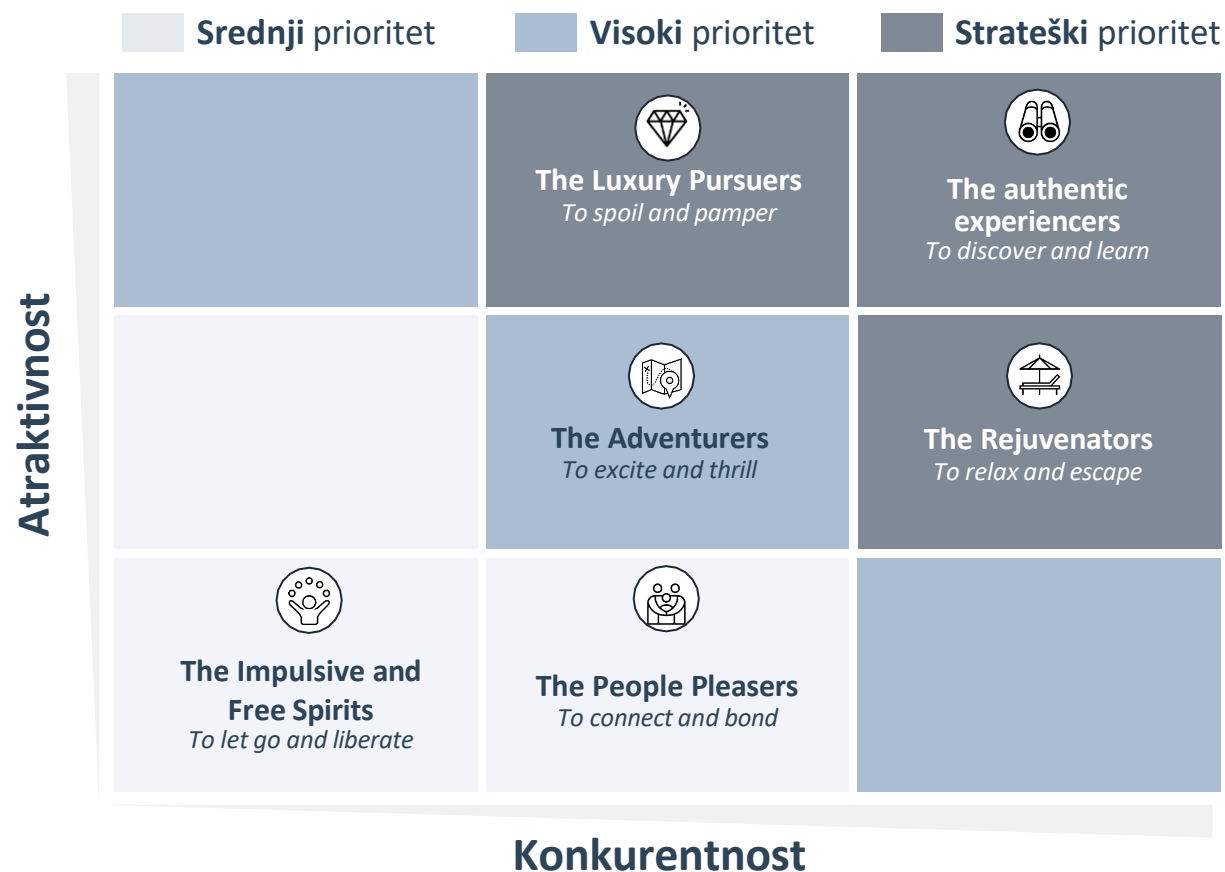 Srednji prioritet
Visoki prioritet
Strateški prioritet
The Luxury Pursuers
To spoil and pamper
The authentic
experiencers
To discover and learn
Atraktivnost
The Adventurers
To excite and thrill
The Rejuvenators
To relax and escape
The Impulsive and
Free Spirits
To let go and liberate
The People Pleasers
To connect and bond
Konkurentnost